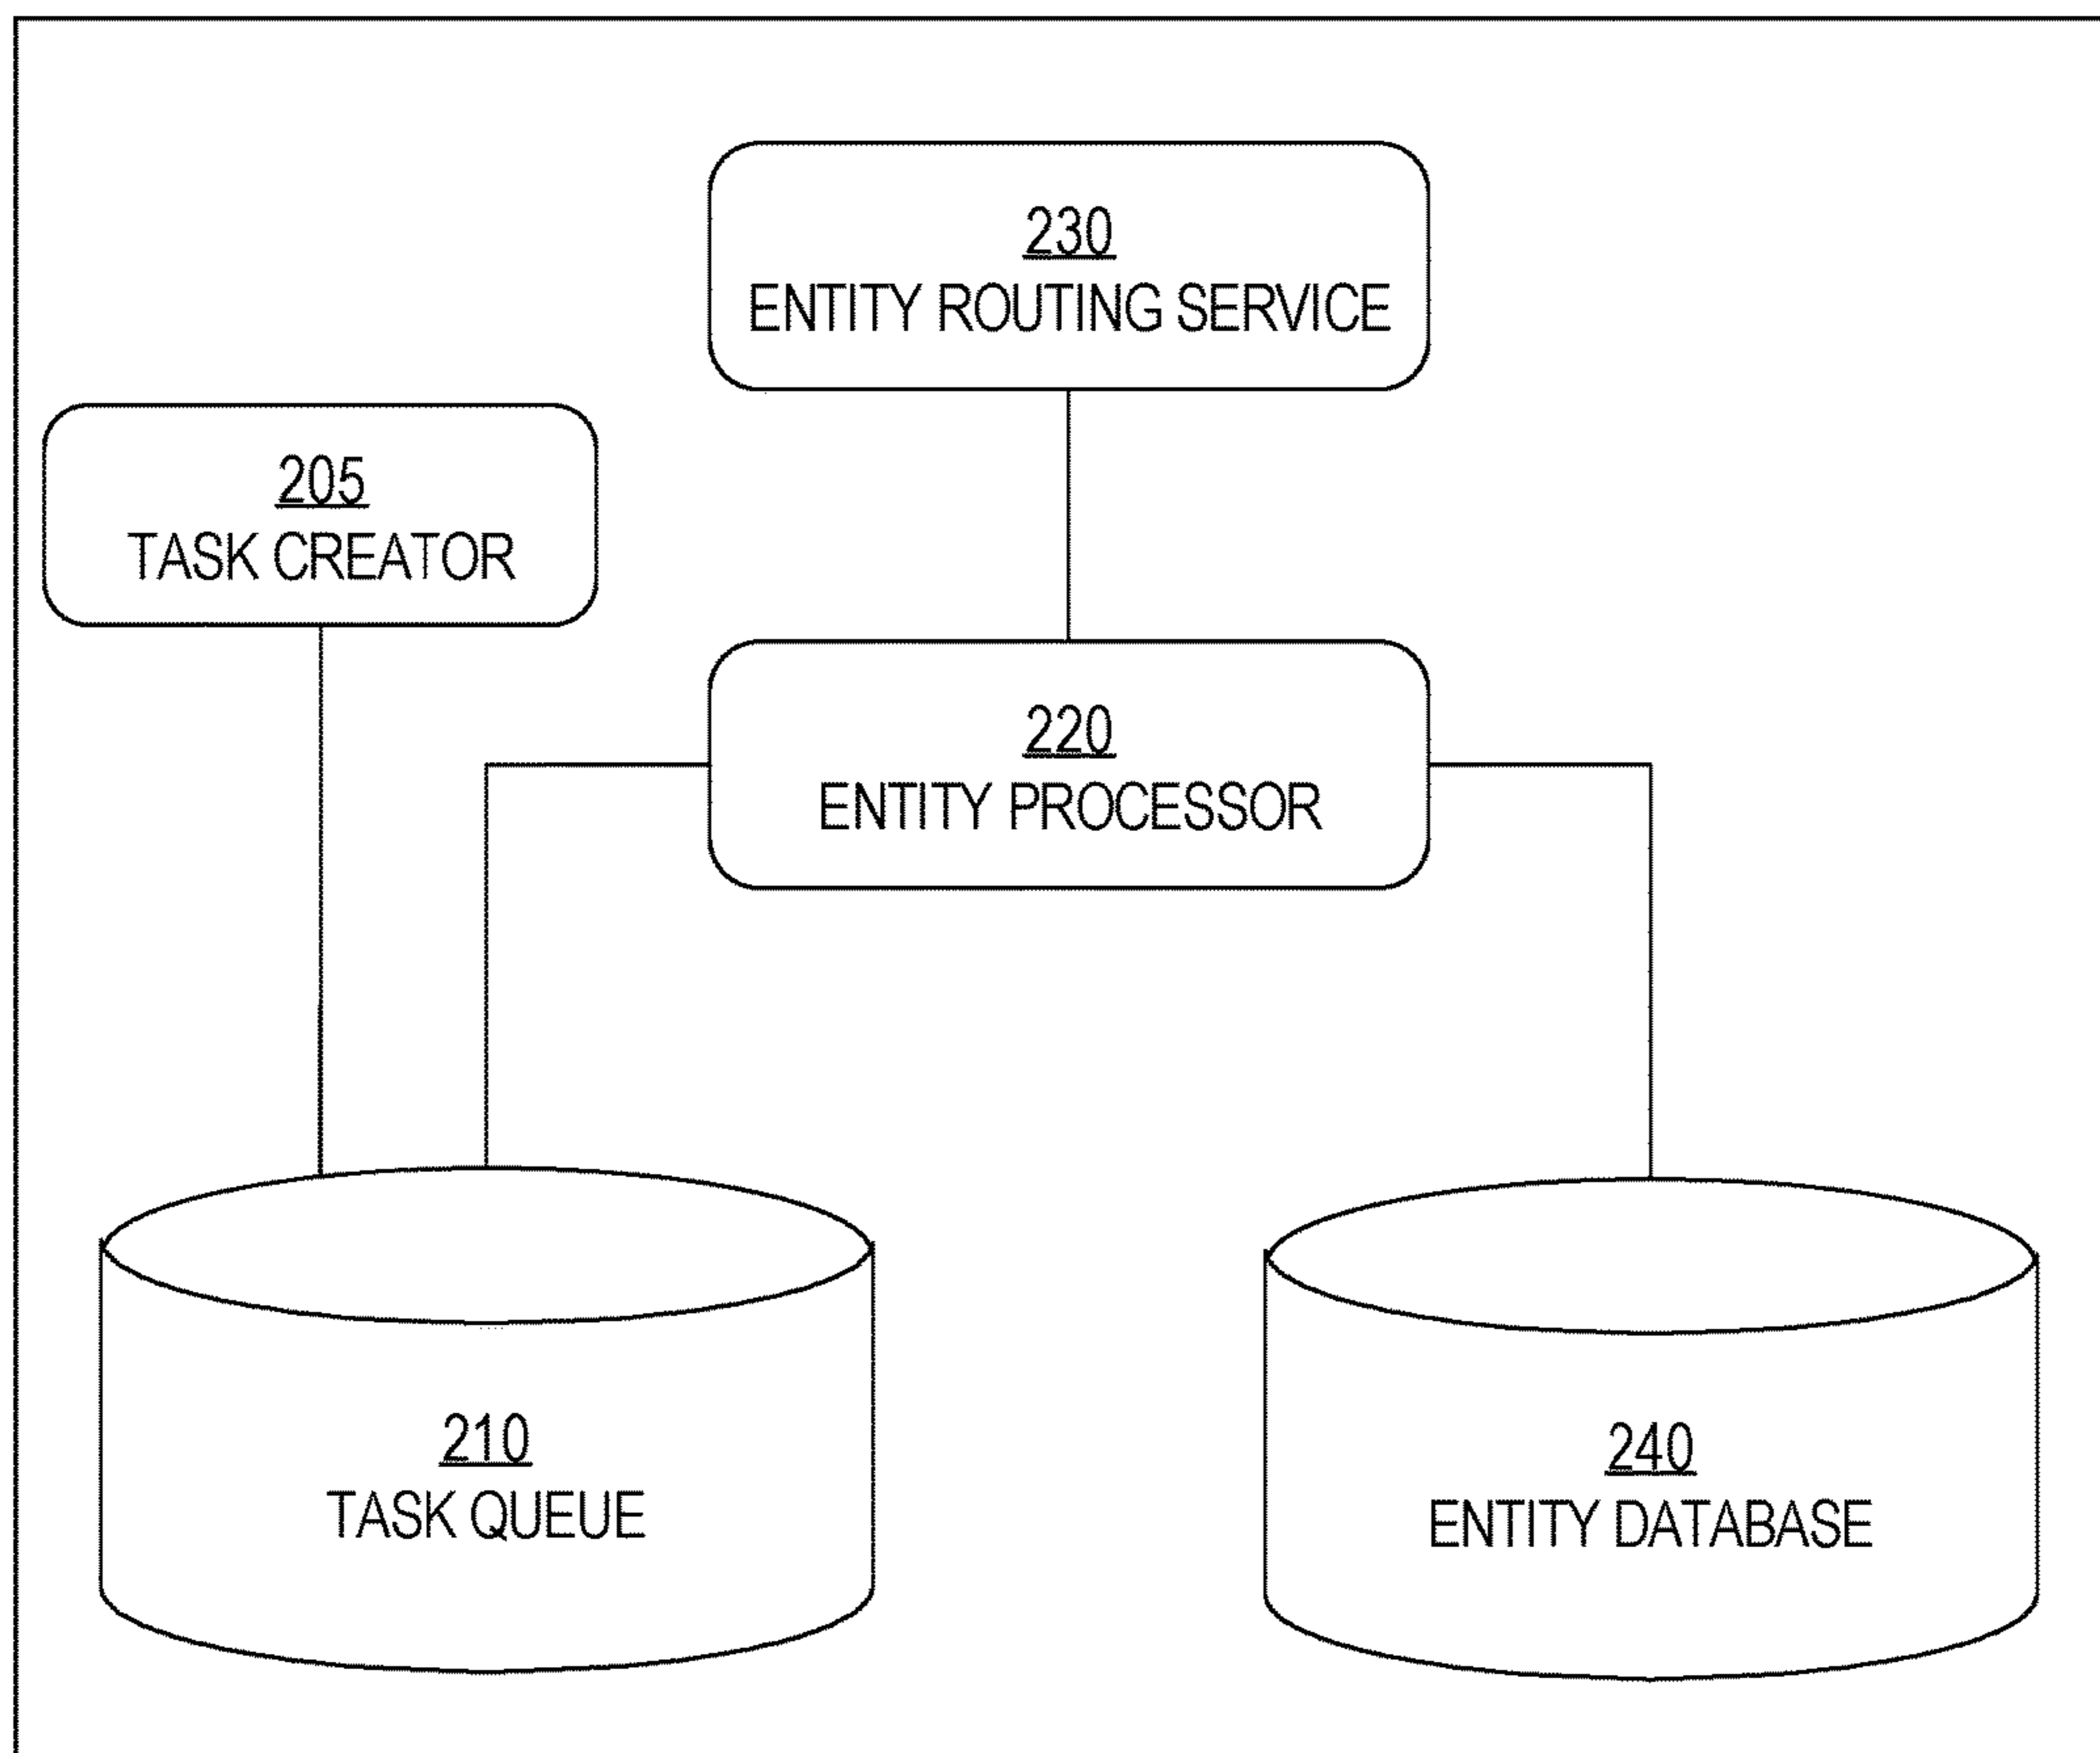 230
ENTITY ROUTING SERVICE
205
TASK CREATOR
220
ENTITY PROCESSOR
210
TASK QUEUE
240
ENTITY DATABASE